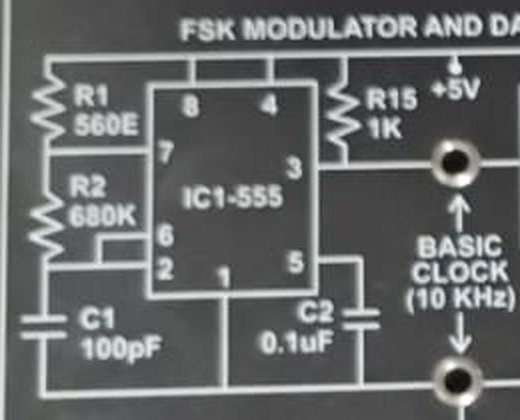 FSK MODULATOR AND DA
R1
560E
8
4
R15
1K
+5V
7
3
R2
680K
IC1-555
6
2
1
5
BASIC
CLOCK
(10 KHz)
C1
100pF
C2
0.1uF